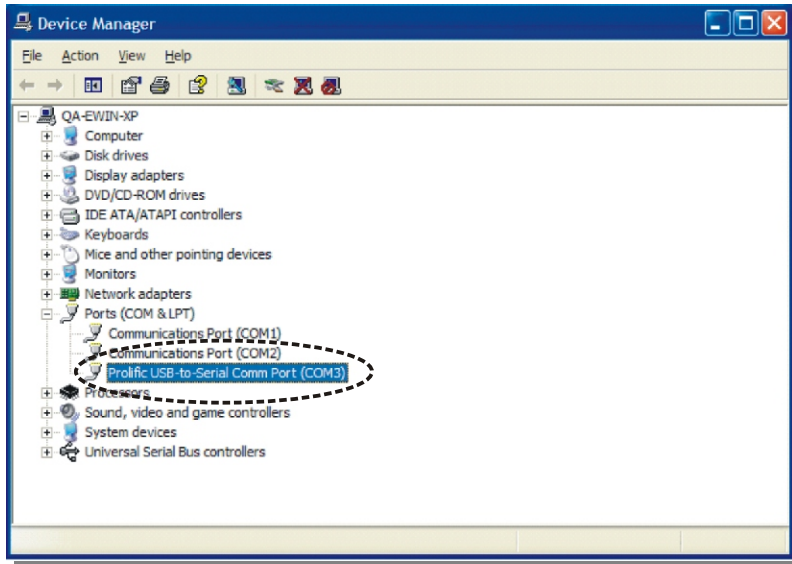 Device Manager
File Action View Help
QA-EWIN-XP
Computer
Disk drives
Display adapters
DVD/CD-ROM drives
IDE ATA/ATAPI controllers
Keyboards
Mice and other pointing devices
Monitors
Network adapters
Ports (COM & LPT)
Communications Port (COM1)
Communications Port (COM2)
Prolific USB-to-Serial Comm Port (COM3)
Processors
Sound, video and game controllers
System devices
Universal Serial Bus controllers